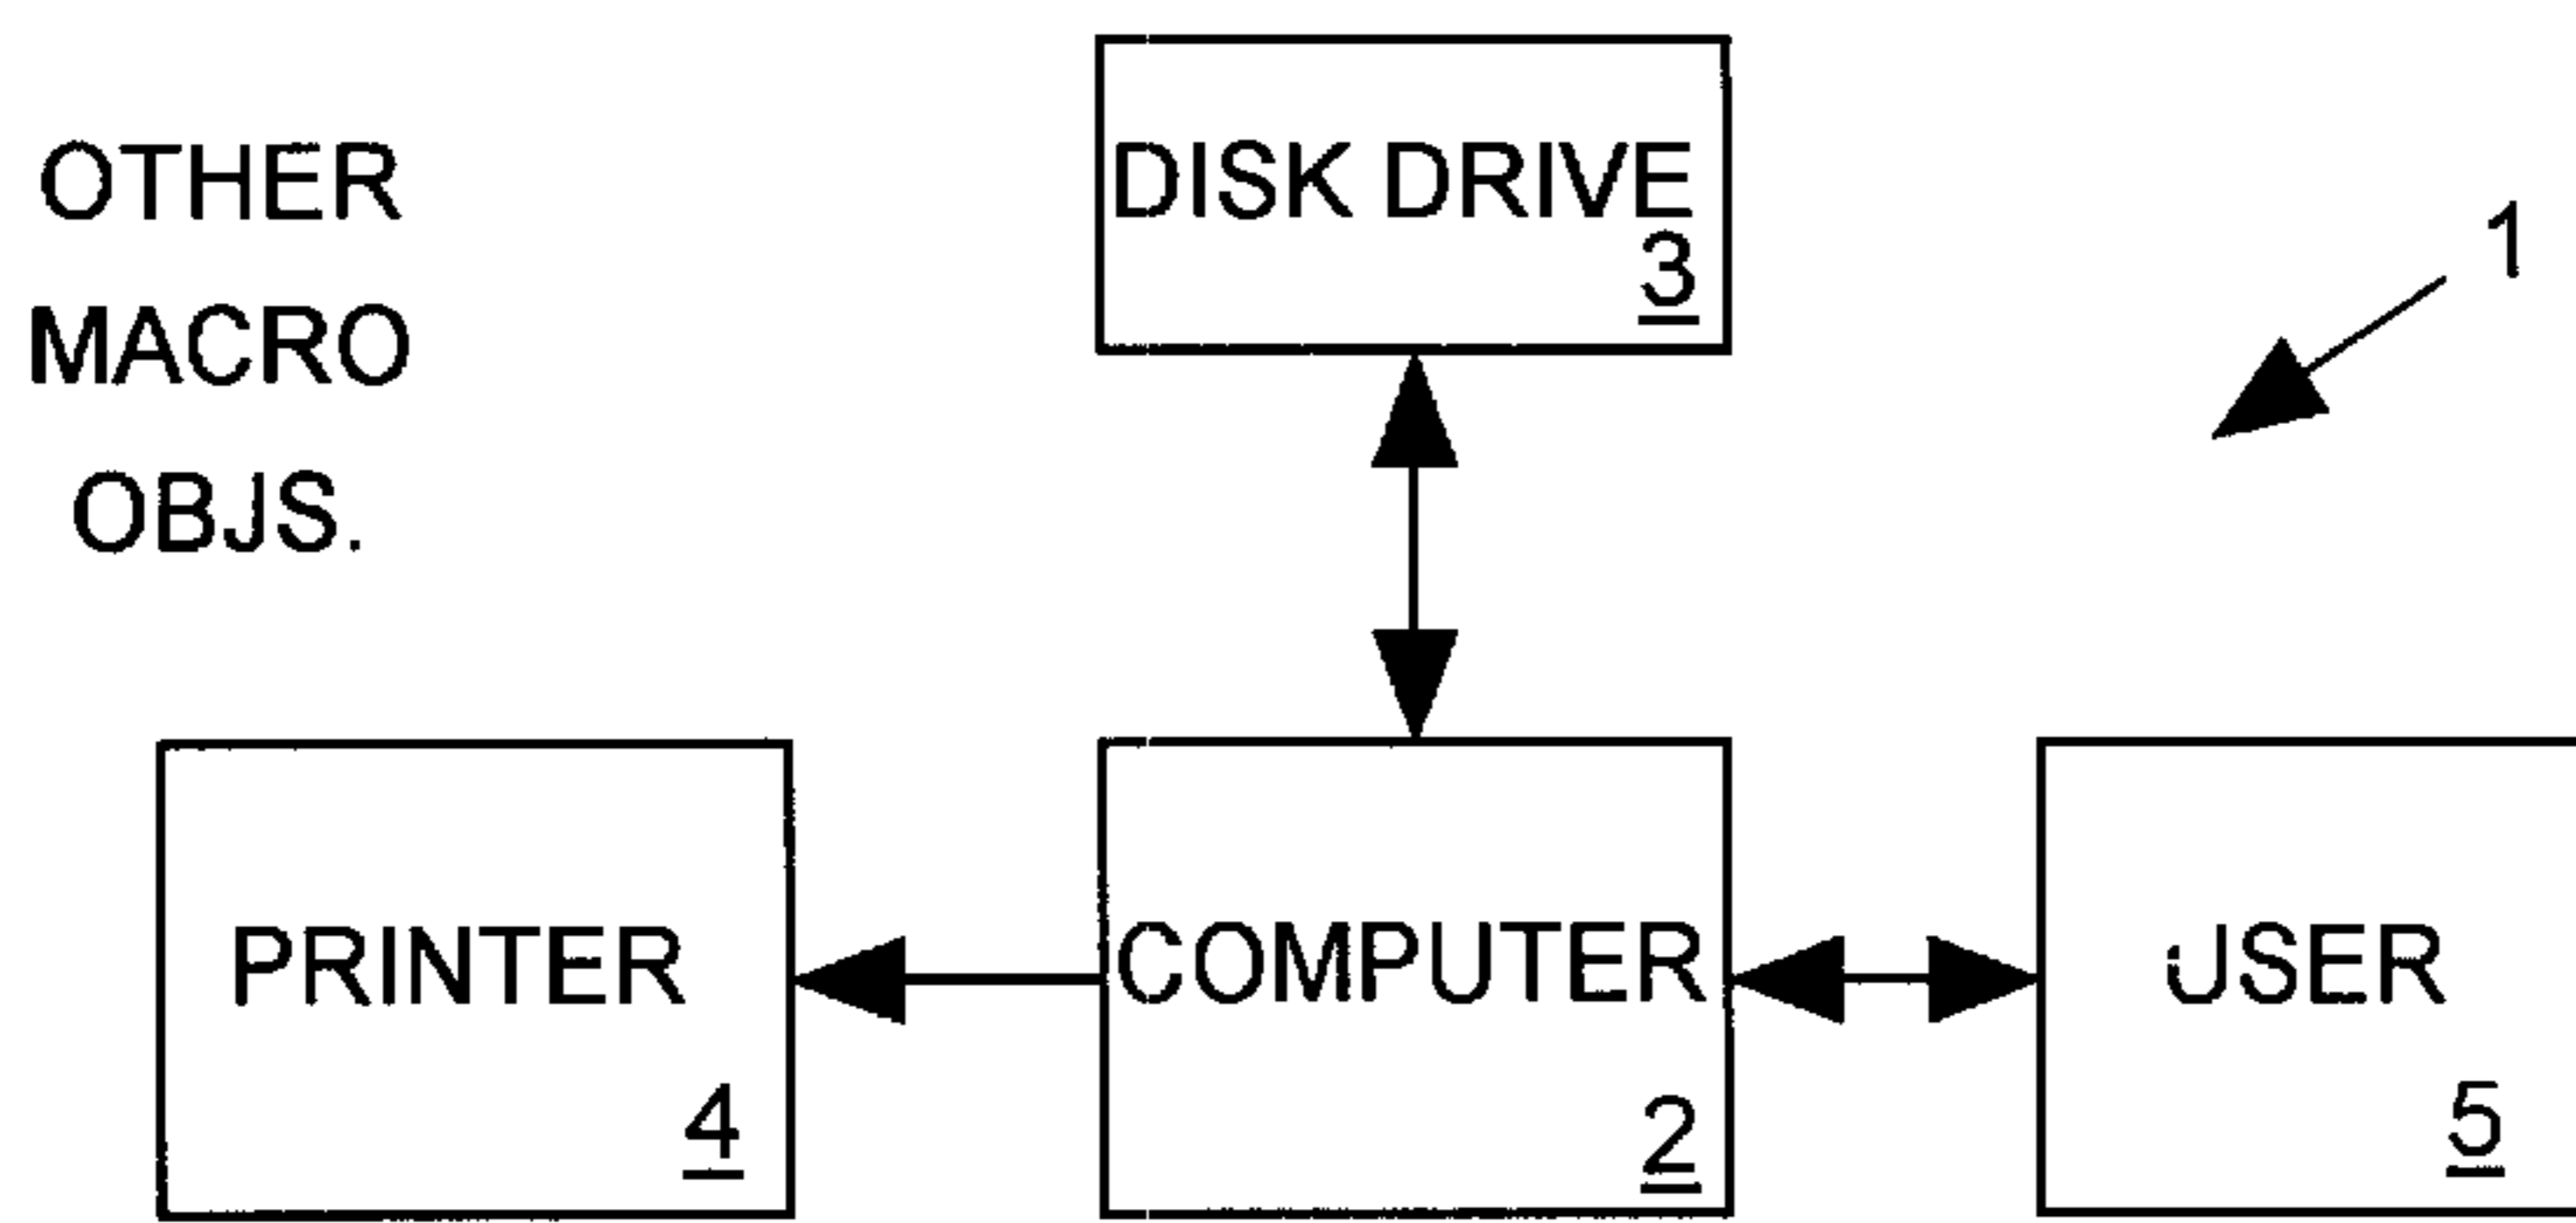 OTHER
MACRO
OBJS.
DISK DRIVE
3
1
PRINTER
4
COMPUTER
2
USER
5